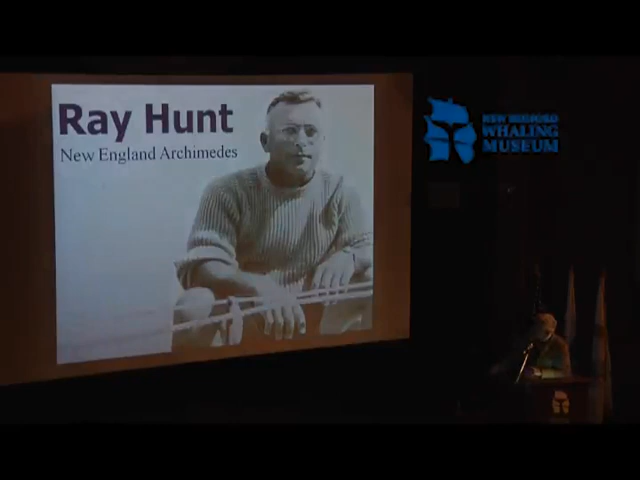 Ray Hunt
New England Archimedes
NEW BEDFORD
WHALING
MUSEUM